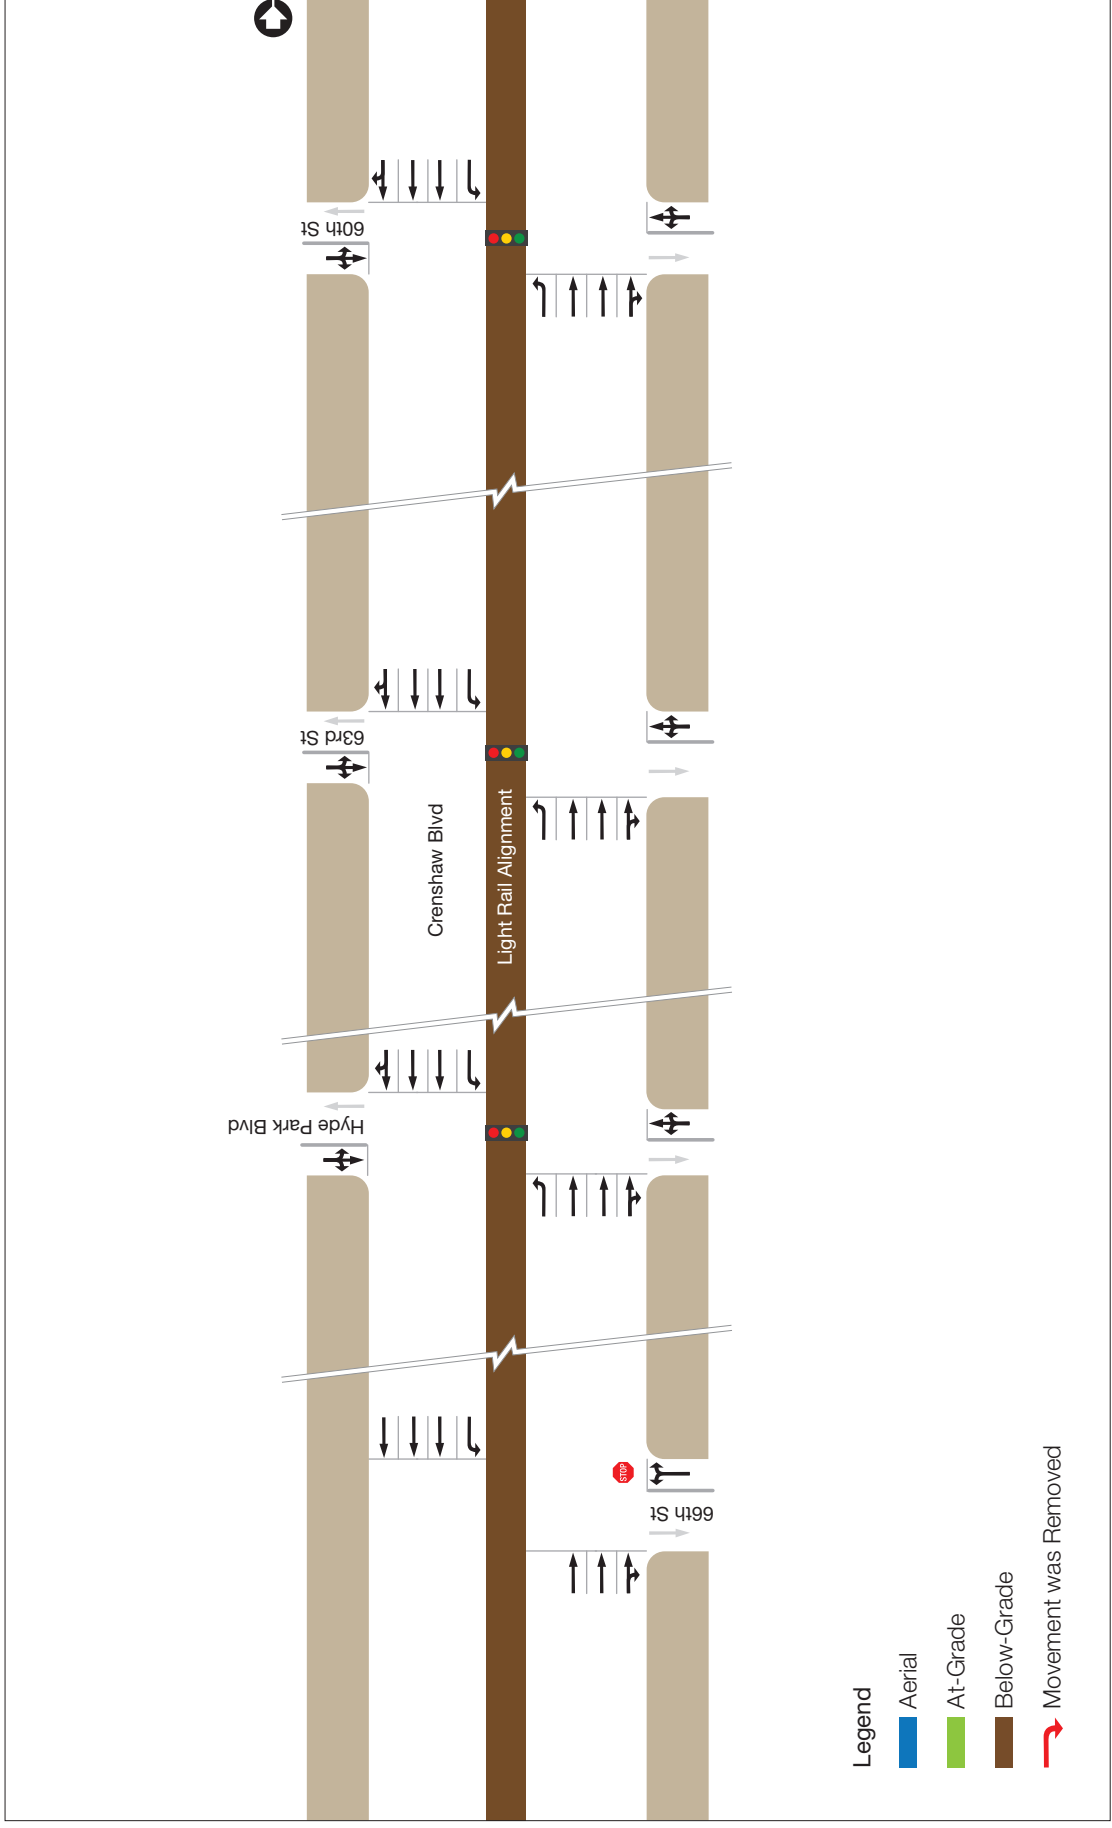 60th St
63rd St
Hyde Park Blvd
Crenshaw Blvd
Light Rail Alignment
STOP
66th St
Legend
Aerial
At-Grade
Below-Grade
Movement was Removed